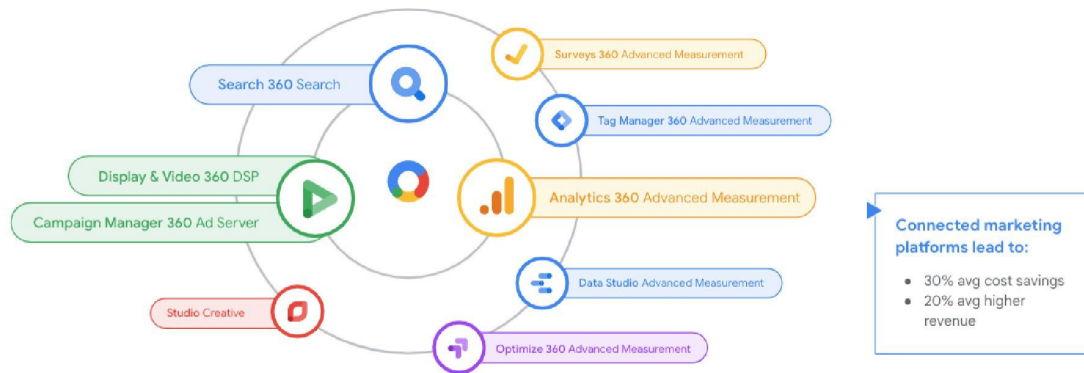 Surveys 360 Advanced Measurement
Search 360 Search
Tag Manager 360 Advanced Measurement
Display & Video 360 DSP
Analytics 360 Advanced Measurement
Campaign Manager 360 Ad Server
Connected marketing
platforms lead to:
● 30% avg cost savings
● 20% avg higher
revenue
Data Studio Advanced Measurement
Studio Creative
Optimize 360 Advanced Measurement